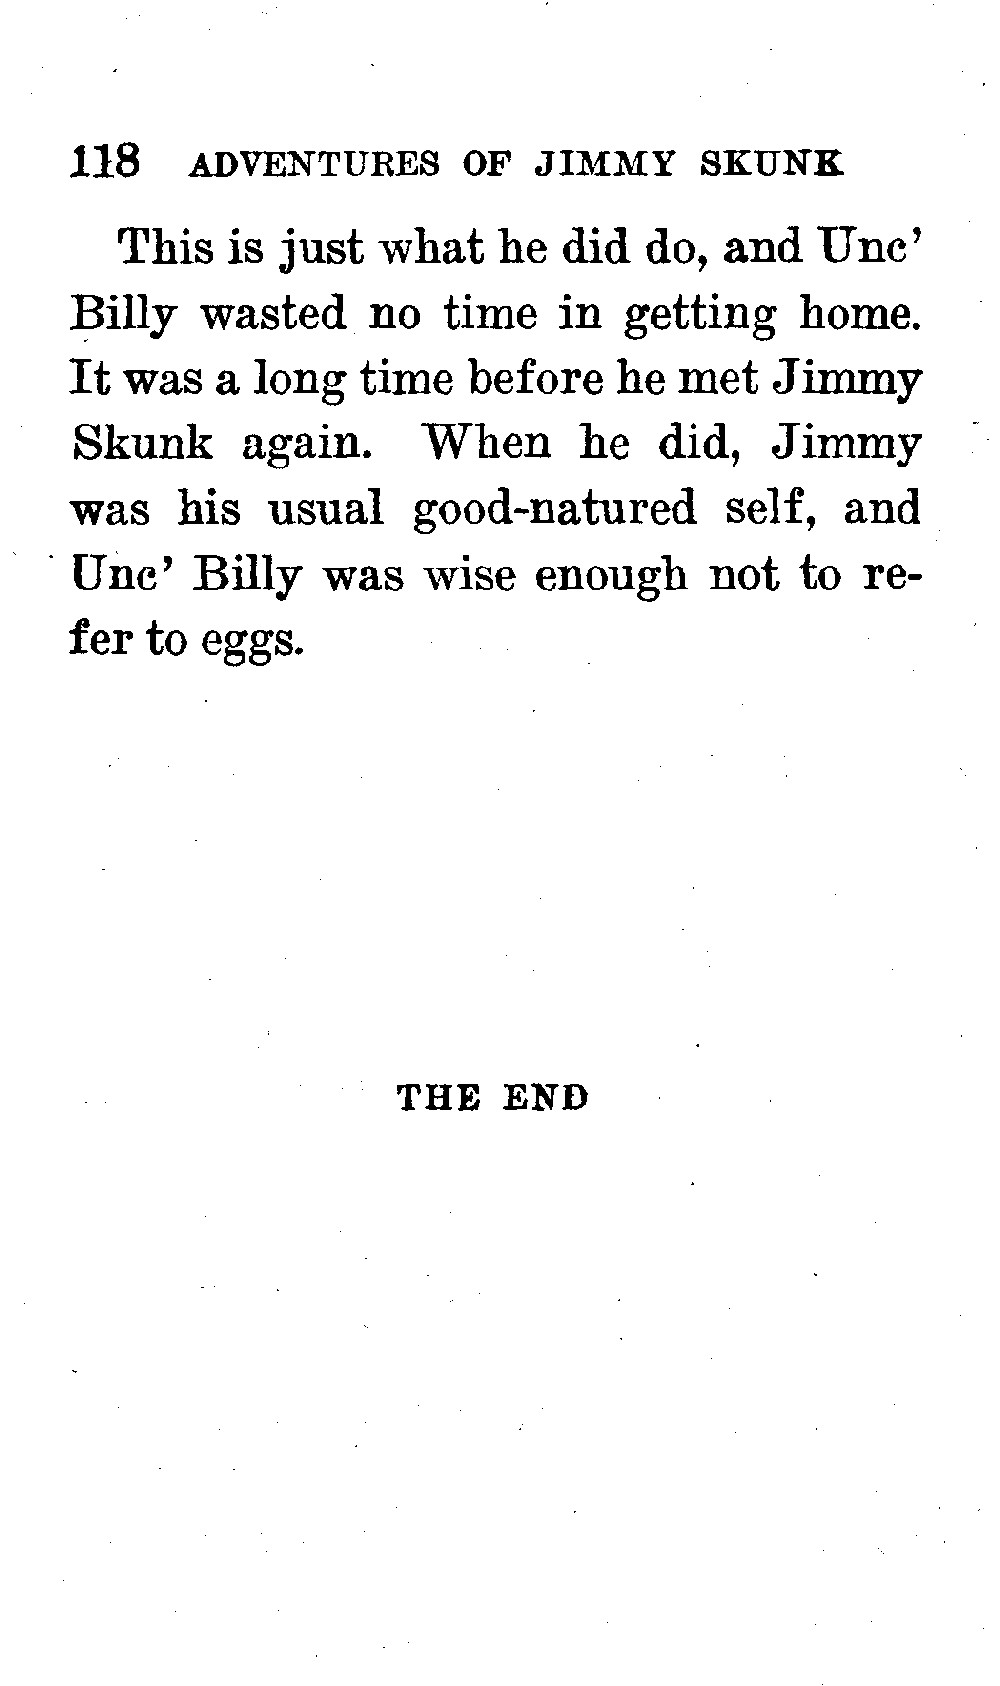 118 ADVENTURES OF JIMMY SKUNK
This is just what he did do, and Unc'
Billy wasted no time in getting home.
It was a long time before he met Jimmy
Skunk again. When he did, Jimmy
was his usual good-natured self, and
Unc' Billy was wise enough not to re-
fer to eggs.
THE END